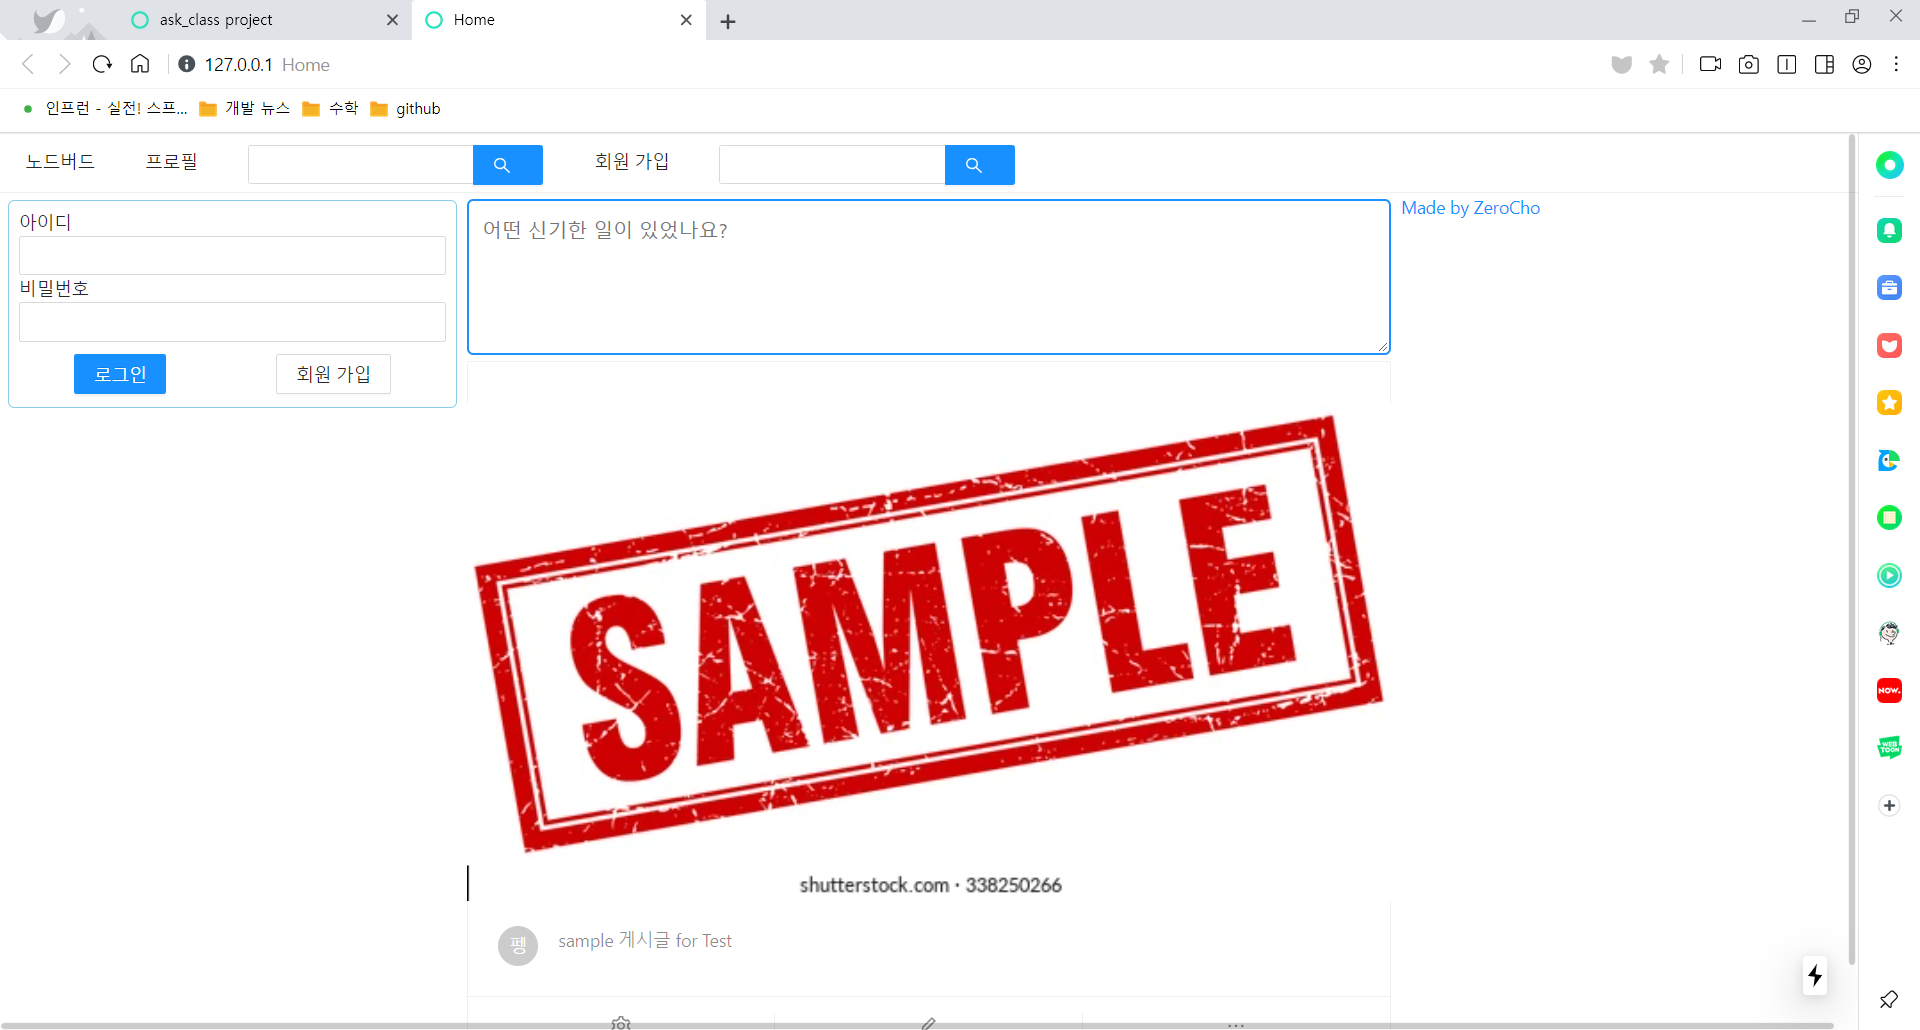 ask_class project
Home
127.0.0.1 Home
인프런 - 실전! 스프...
개발 뉴스
수학
github
노드버드
프로필
회원 가입
아이디
비밀번호
로그인
회원 가입
어떤 신기한 일이 있었나요?
Made by ZeroCho
SAMPLE
shutterstock.com · 338250266
펭
sample 게시글 for Test
NOW.
WEB
TOON